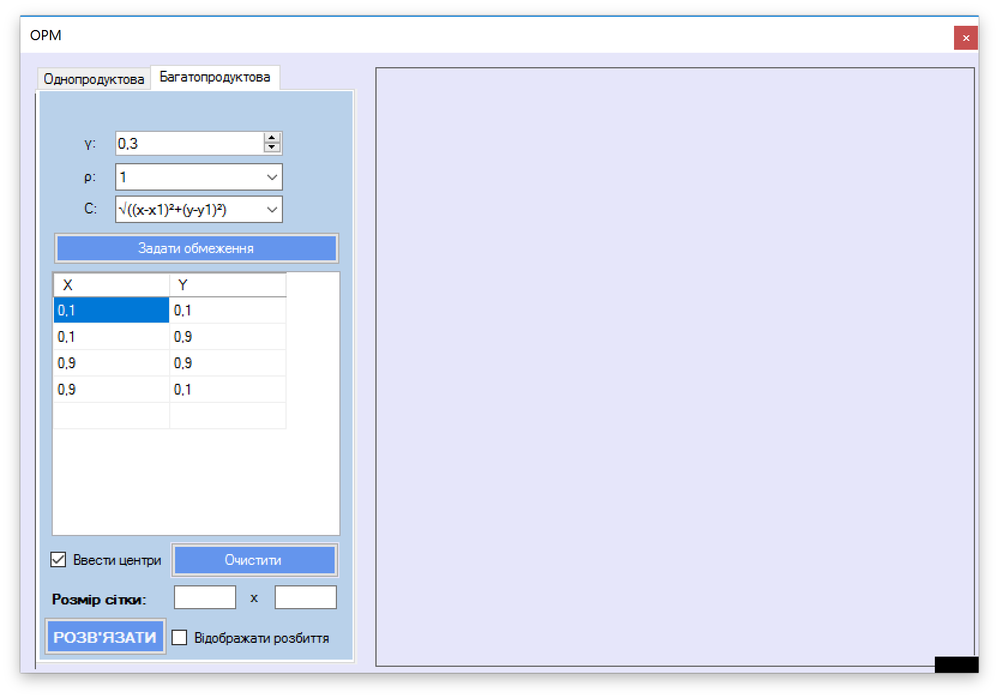 OPM
Однопродуктова
Багатопродуктова
γ:
0,3
ρ:
1
C:
√((x-x1)²+(y-y1)²)
Задати обмеження
X Y
0,1 0,1
0,1 0,9
0,9 0,9
0,9 0,1
Ввести центри
Очистити
Розмір сітки:
x
РОЗВ'ЯЗАТИ
Відображати розбиття